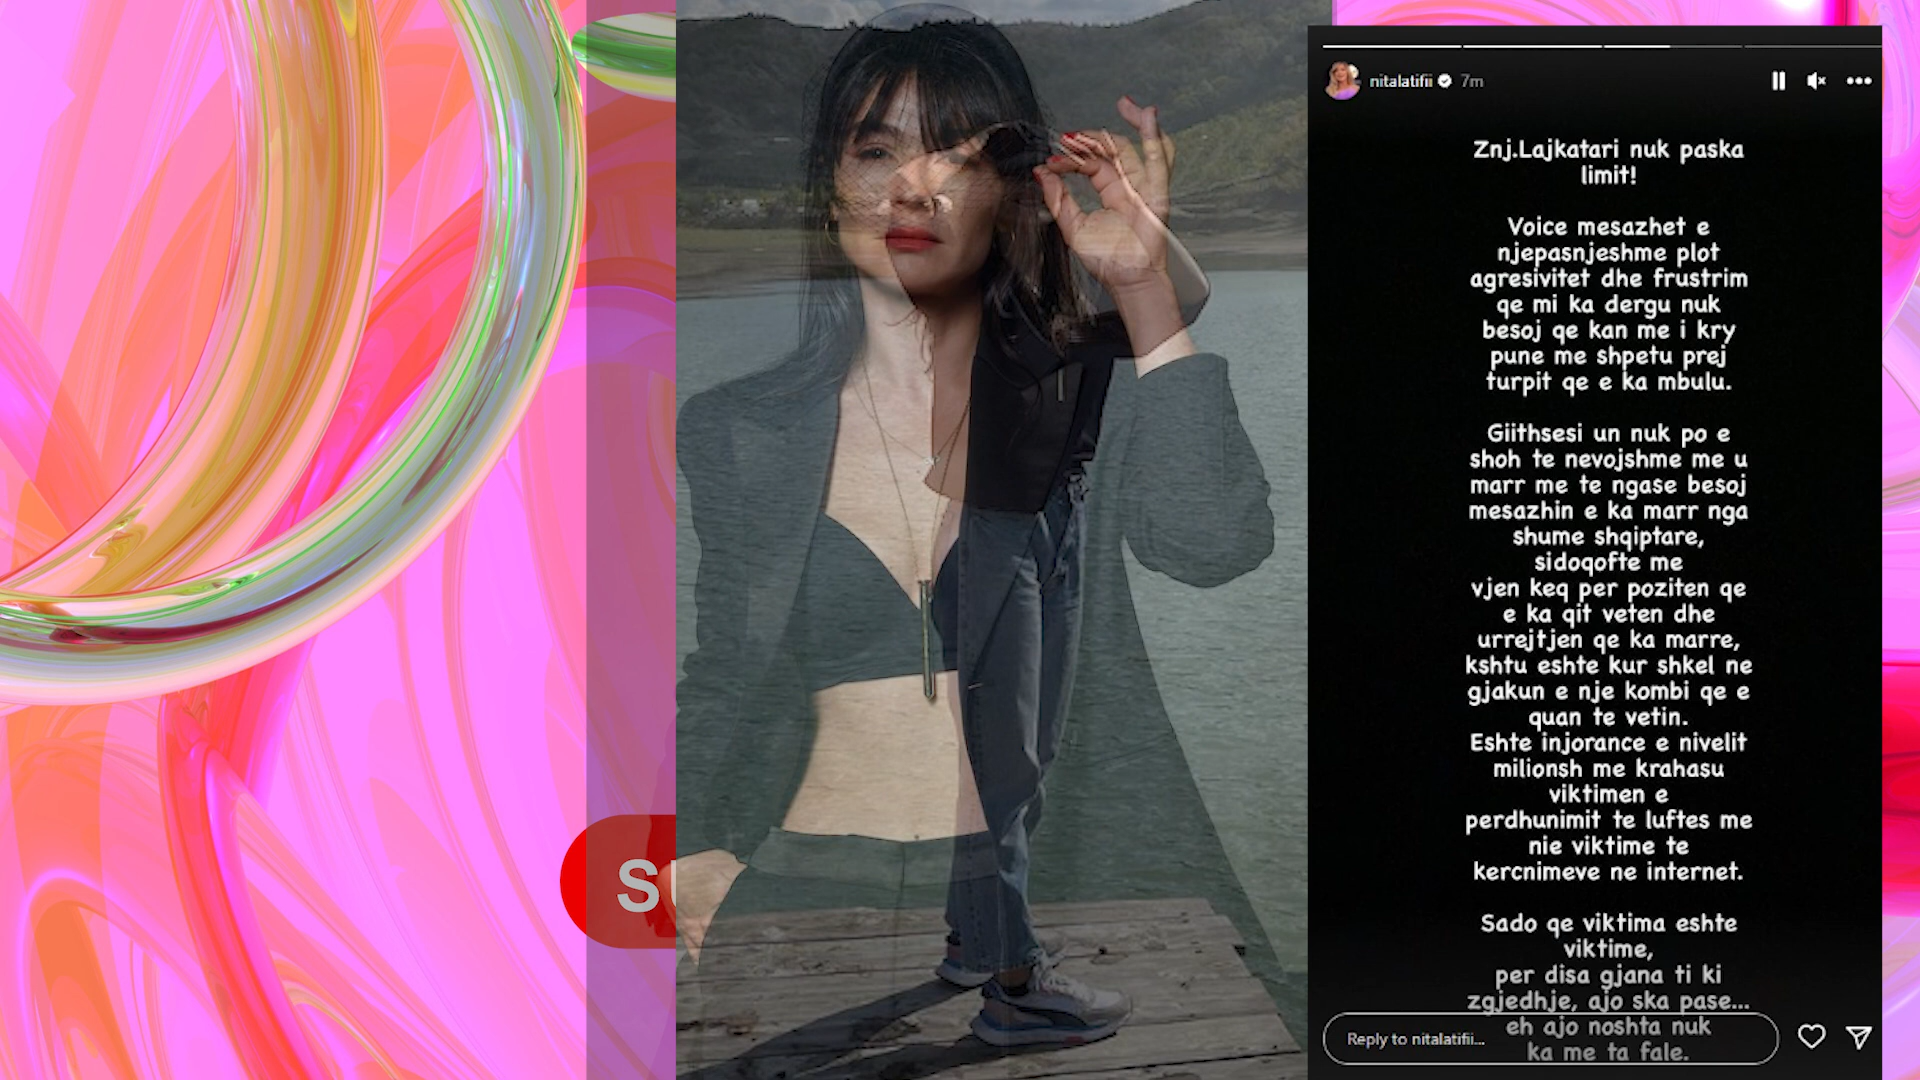 nitalatifii 7m
Znj.Lajkatari nuk paska
limit!
Voice mesazhet e
njepasnjeshme plot
agresivitet dhe frustrim
qe mi ka dergu nuk
besoj qe kan me i kry
pune me shpetu prej
turpit qe e ka mbulu.
Giithsesi un nuk po e
shoh te nevojshme me u
marr me te ngase besoj
mesazhin e ka marr nga
shume shqiptare,
sidoqofte me
vjen keq per poziten qe
e ka qit veten dhe
urrejtjen qe ka marre,
kshtu eshte kur shkel ne
gjakun e nje kombi qe e
quan te vetin.
Eshte injorance e nivelit
milionsh me krahasu
viktimen e
perdhunimit te luftes me
nie viktime te
kercnimeve ne internet.
Sado qe viktima eshte
viktime,
per disa gjana ti ki
zgjedhje, ajo ska pase...
eh ajo noshta nuk
ka me ta fale.
Reply to nitalatifii...